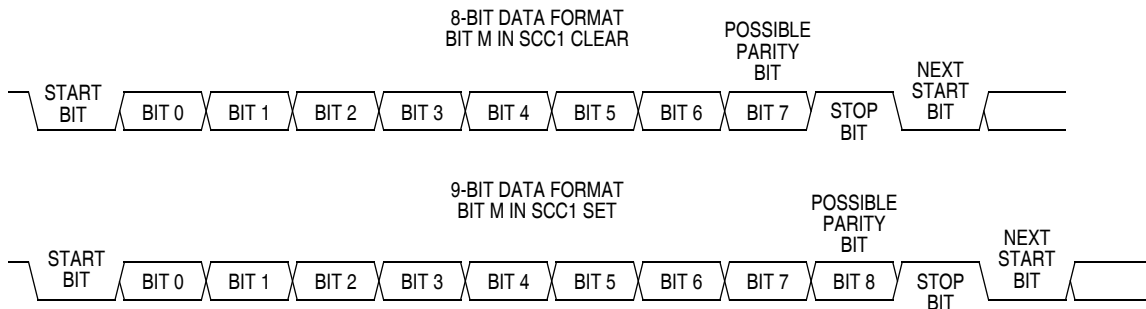 8-BIT DATA FORMAT
BIT M IN SCC1 CLEAR
POSSIBLE
PARITY
BIT
START
BIT
BIT 0
BIT 1
BIT 2
BIT 3
BIT 4
BIT 5
BIT 6
BIT 7
STOP
BIT
NEXT
START
BIT
9-BIT DATA FORMAT
BIT M IN SCC1 SET
POSSIBLE
PARITY
BIT
START
BIT
BIT 0
BIT 1
BIT 2
BIT 3
BIT 4
BIT 5
BIT 6
BIT 7
BIT 8
STOP
BIT
NEXT
START
BIT